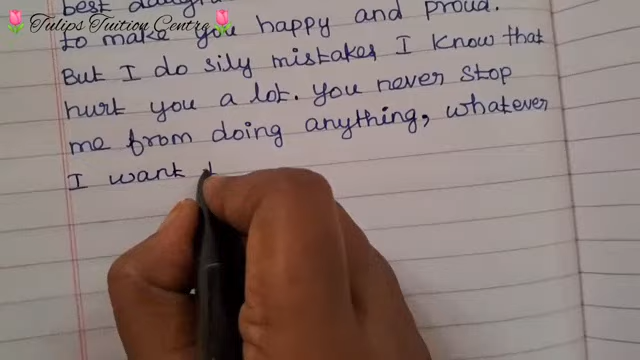 🌷Tulips Tuition Centre🌷
best
to make you happy and proud.
But I do sily mistakes I know that
hurt you a lot. You never stop
me from doing anything, whatever
I want t